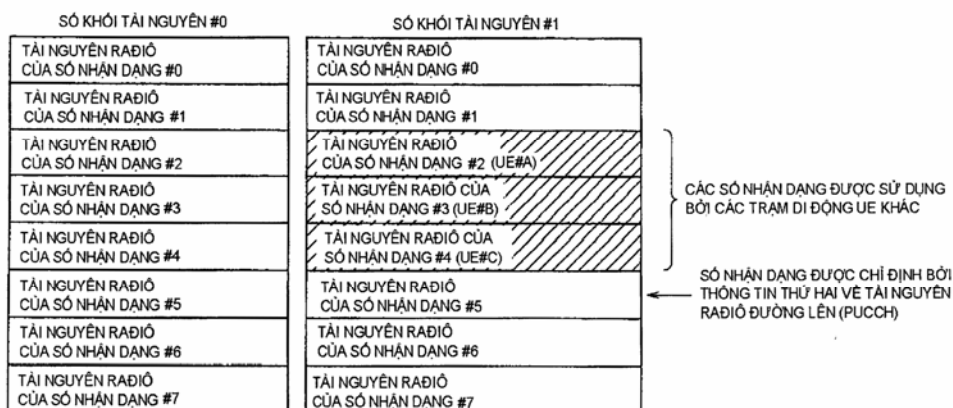 SỐ KHỐI TÀI NGUYÊN #0
TÀI NGUYÊN RAĐIÔ
CỦA SỐ NHẬN DẠNG #0
TÀI NGUYÊN RAĐIÔ
CỦA SỐ NHẬN DẠNG #1
TÀI NGUYÊN RAĐIÔ
CỦA SỐ NHẬN DẠNG #2
TÀI NGUYÊN RAĐIÔ
CỦA SỐ NHẬN DẠNG #3
TÀI NGUYÊN RAĐIÔ
CỦA SỐ NHẬN DẠNG #4
TÀI NGUYÊN RAĐIÔ
CỦA SỐ NHẬN DẠNG #5
TÀI NGUYÊN RAĐIÔ
CỦA SỐ NHẬN DẠNG #6
TÀI NGUYÊN RAĐIÔ
CỦA SỐ NHẬN DẠNG #7
SỐ KHỐI TÀI NGUYÊN #1
TÀI NGUYÊN RAĐIÔ
CỦA SỐ NHẬN DẠNG #0
TÀI NGUYÊN RAĐIÔ
CỦA SỐ NHẬN DẠNG #1
TÀI NGUYÊN RAĐIÔ
CỦA SỐ NHẬN DẠNG #2 (UE#A)
TÀI NGUYÊN RAĐIÔ CỦA
SỐ NHẬN DẠNG #3 (UE#B)
TÀI NGUYÊN RAĐIÔ CỦA
SỐ NHẬN DẠNG #4 (UE#C)
TÀI NGUYÊN RAĐIÔ
CỦA SỐ NHẬN DẠNG #5
TÀI NGUYÊN RAĐIÔ
CỦA SỐ NHẬN DẠNG #6
TÀI NGUYÊN RAĐIÔ
CỦA SỐ NHẬN DẠNG #7
CÁC SỐ NHẬN DẠNG ĐƯỢC SỬ DỤNG
BỞI CÁC TRẠM DI ĐỘNG UE KHÁC
SỐ NHẬN DẠNG ĐƯỢC CHỈ ĐỊNH BỞI
THÔNG TIN THỨ HAI VỀ TÀI NGUYÊN
RAĐIÔ ĐƯỜNG LÊN (PUCCH)